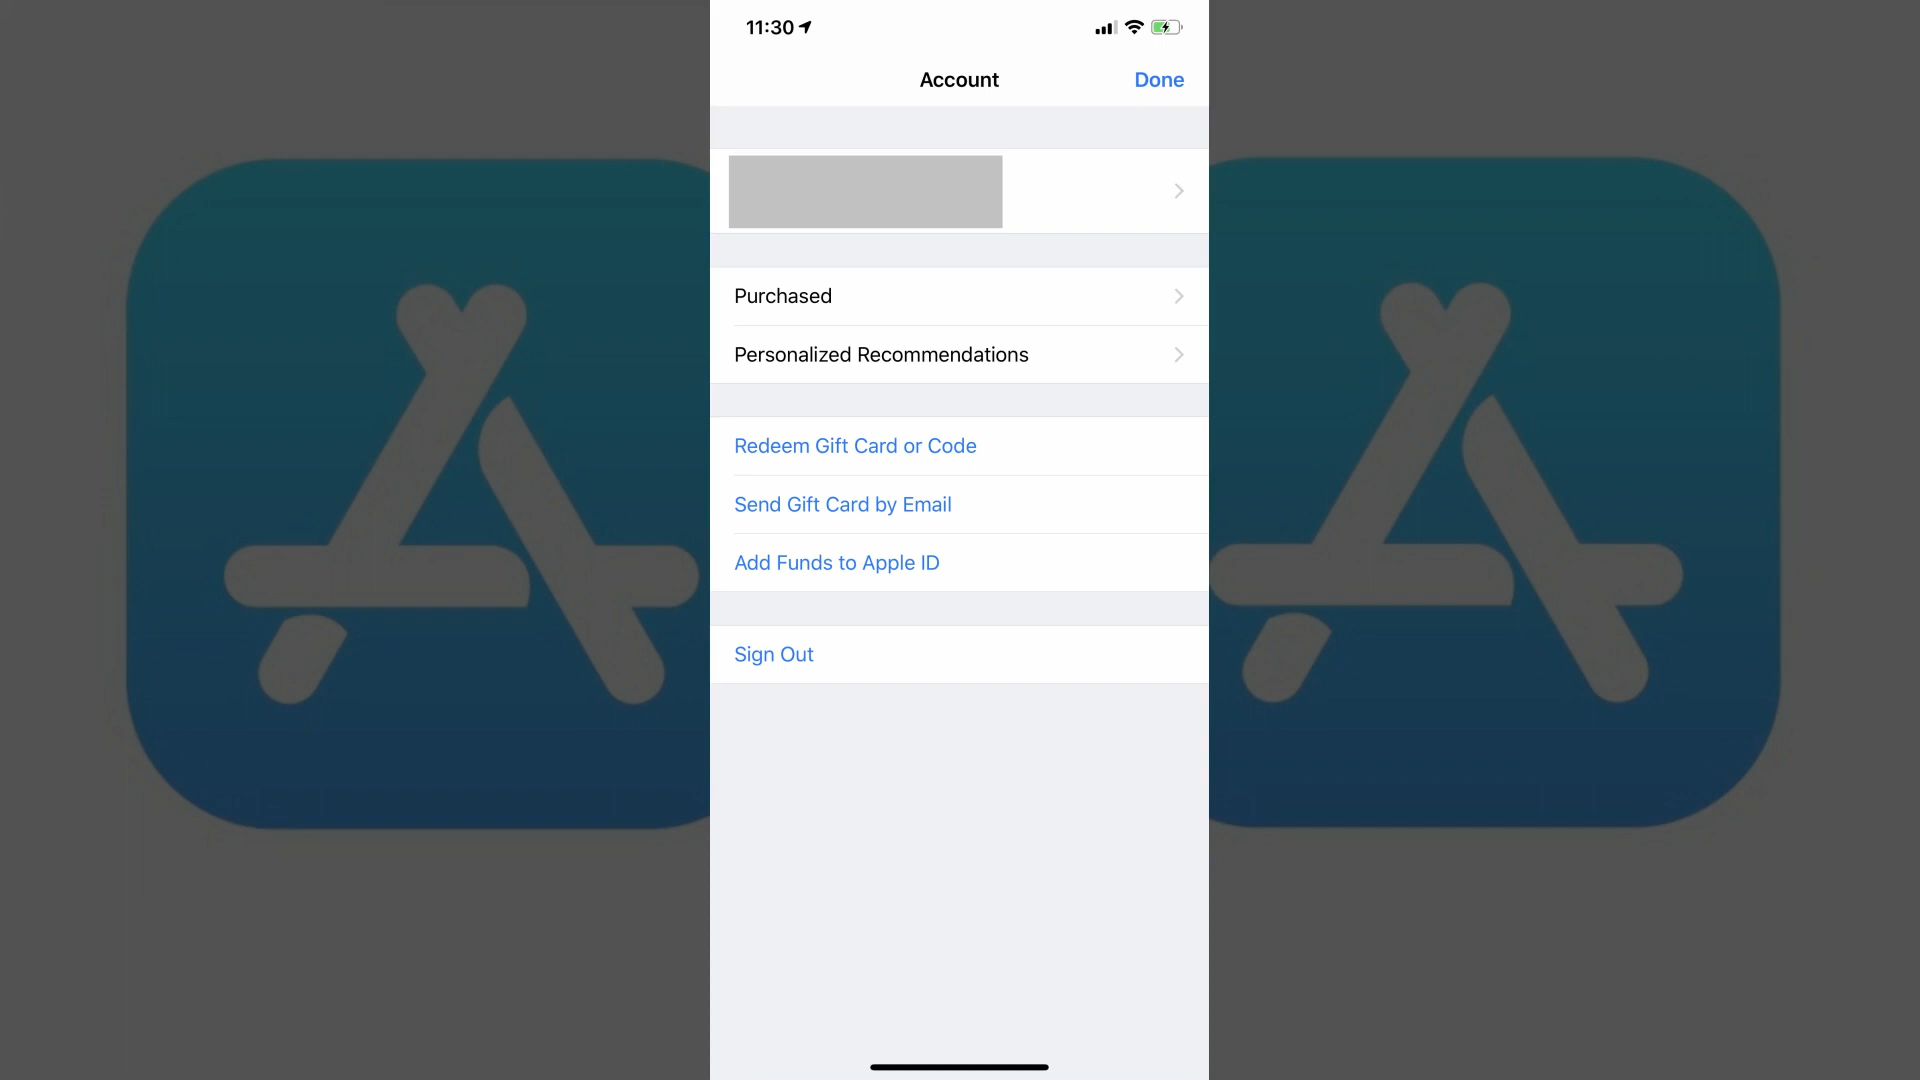 11:30
Account
Done
Purchased
Personalized Recommendations
Redeem Gift Card or Code
Send Gift Card by Email
Add Funds to Apple ID
Sign Out